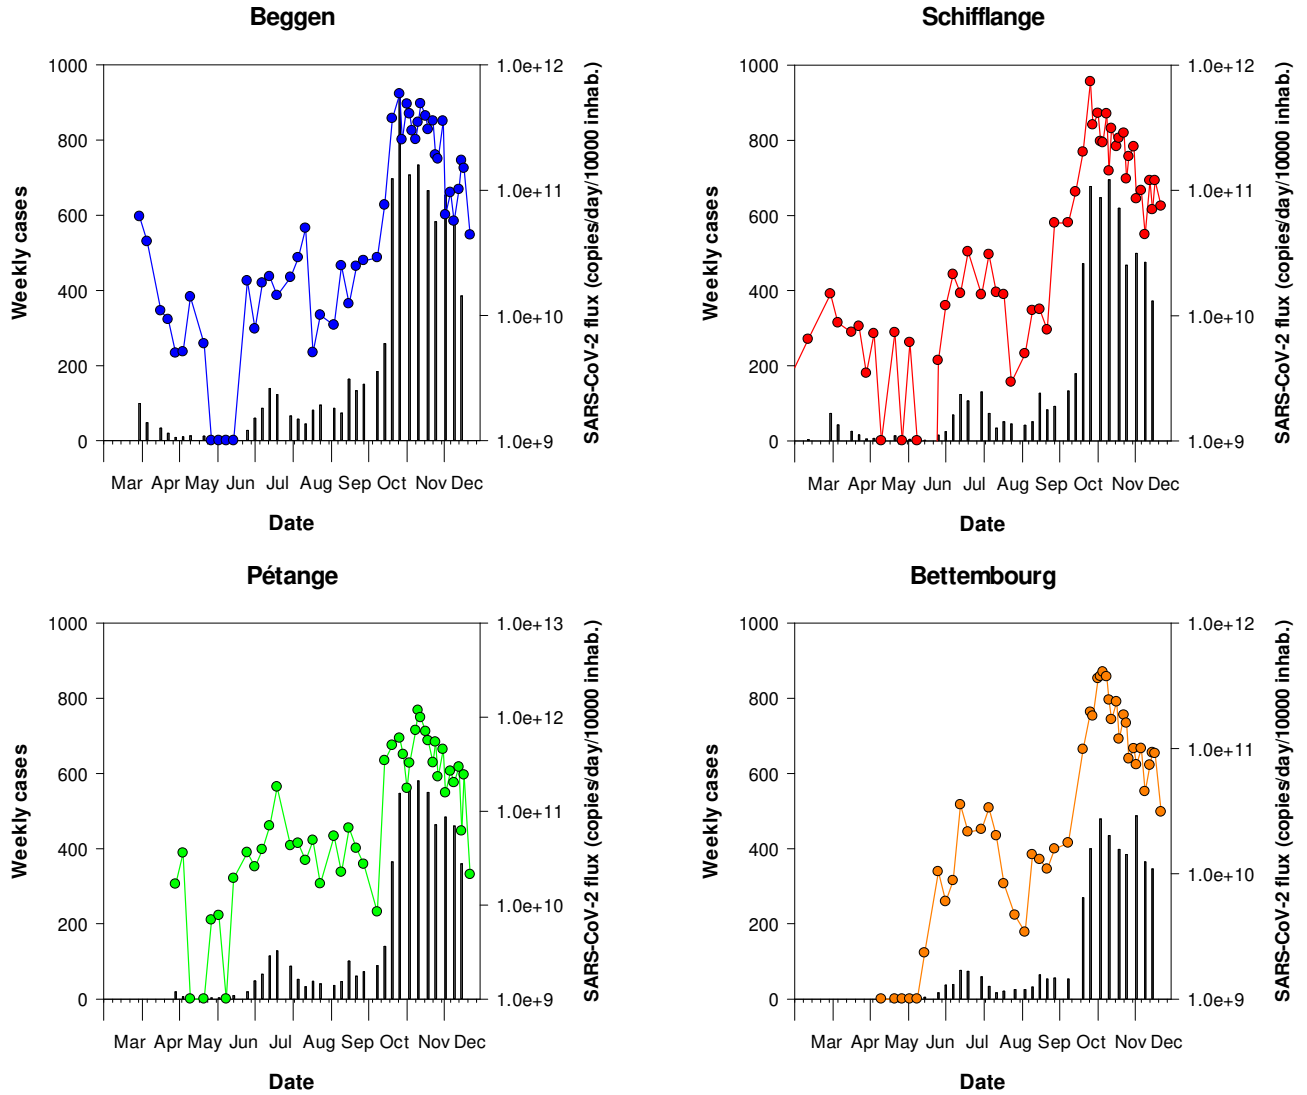 Beggen
1000
800
600
400
200
0
Weekly cases
1.0e+12
1.0e+11
1.0e+10
1.0e+9
SARS-CoV-2 flux (copies/day/10000 inhab.)
Mar Apr May Jun Jul Aug Sep Oct Nov Dec
Date
Schifflange
1000
800
600
400
200
0
Weekly cases
1.0e+12
1.0e+11
1.0e+10
1.0e+9
SARS-CoV-2 flux (copies/day/10000 inhab.)
Mar Apr May Jun Jul Aug Sep Oct Nov Dec
Date
Pétange
1000
800
600
400
200
0
Weekly cases
1.0e+13
1.0e+12
1.0e+11
1.0e+10
1.0e+9
SARS-CoV-2 flux (copies/day/10000 inhab.)
Mar Apr May Jun Jul Aug Sep Oct Nov Dec
Date
Bettembourg
1000
800
600
400
200
0
Weekly cases
1.0e+12
1.0e+11
1.0e+10
1.0e+9
SARS-CoV-2 flux (copies/day/10000 inhab.)
Mar Apr May Jun Jul Aug Sep Oct Nov Dec
Date